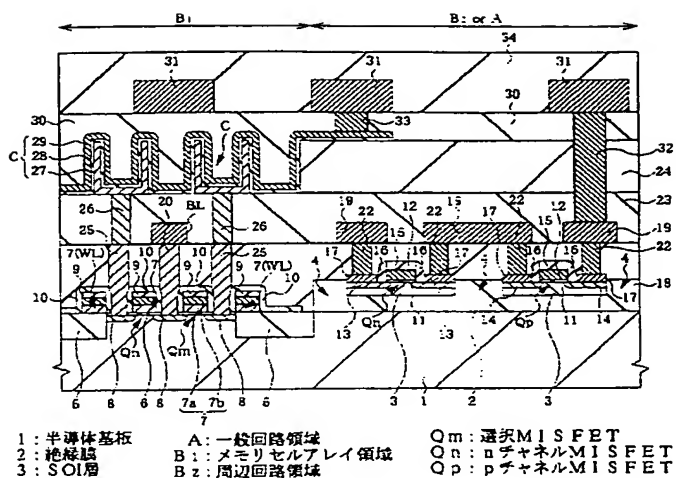 B₁ B₂ or A
34
31 31 31
30 33 30
29 C
C 28 32
27
24
26 20 BL 26 12 15 22 12 23
25 25 19 22 22 17 15 19
7(WL) 10 10 7(WL) 17 16 16 17 17 16 16 22
9 9 9 9 10 4 4
10 17 18
Qn Qm 13 Qn 11 13 14 Qp 11 14
6 8 6 8 7a 7b 8 6 3 1 2 3
7
1:半導体基板 A:一般回路領域 Qm:選択MISFET
2:絶縁膜 B₁:メモリセルアレイ領域 Qn:nチャネルMISFET
3:SOI層 B₂:周辺回路領域 Qp:pチャネルMISFET